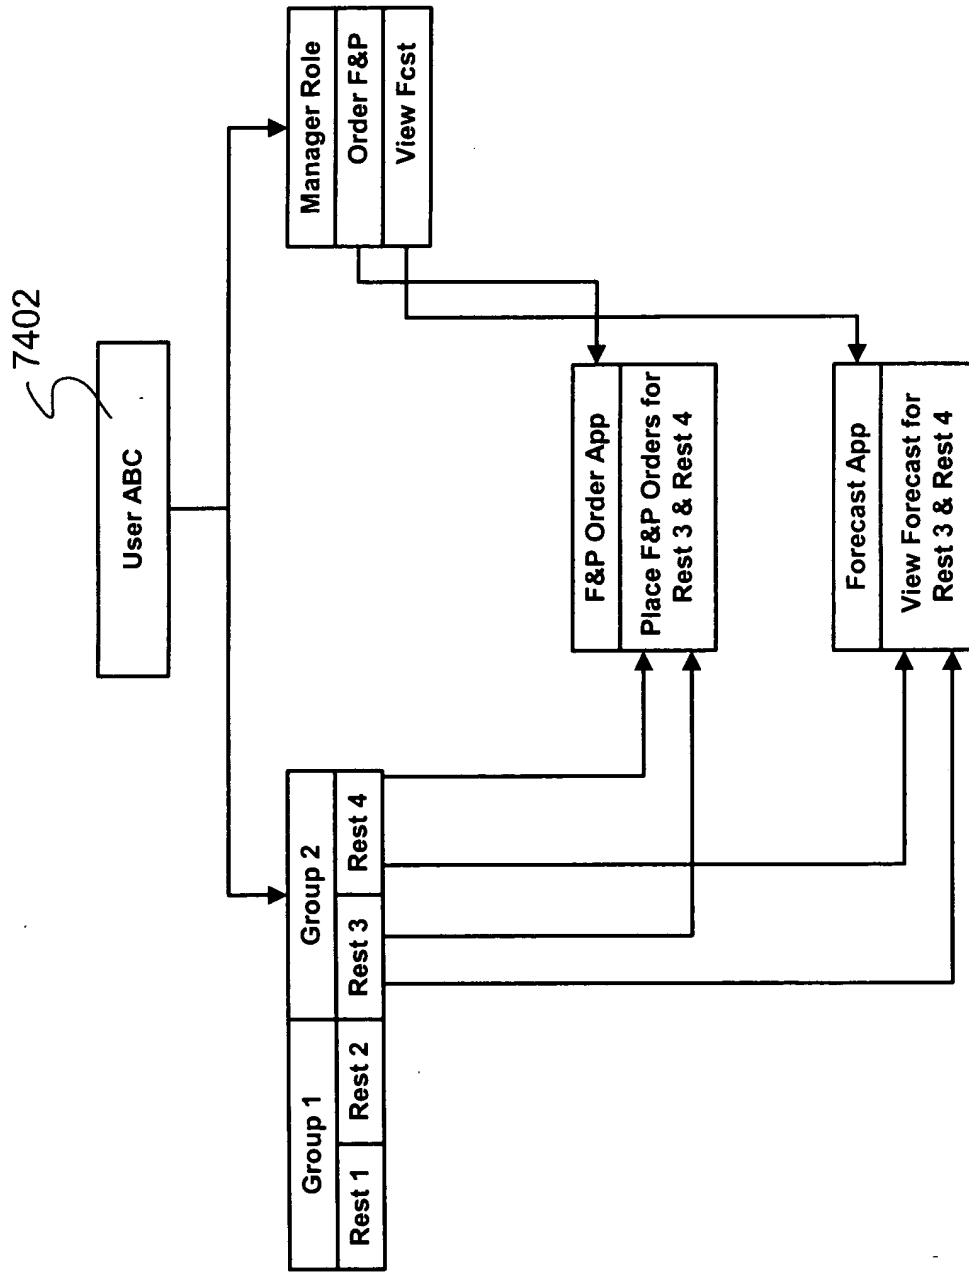 7402
User ABC
Group 1
Group 2
Rest 1
Rest 2
Rest 3
Rest 4
Manager Role
Order F&P
View Fcst
F&P Order App
Place F&P Orders for
Rest 3 & Rest 4
Forecast App
View Forecast for
Rest 3 & Rest 4